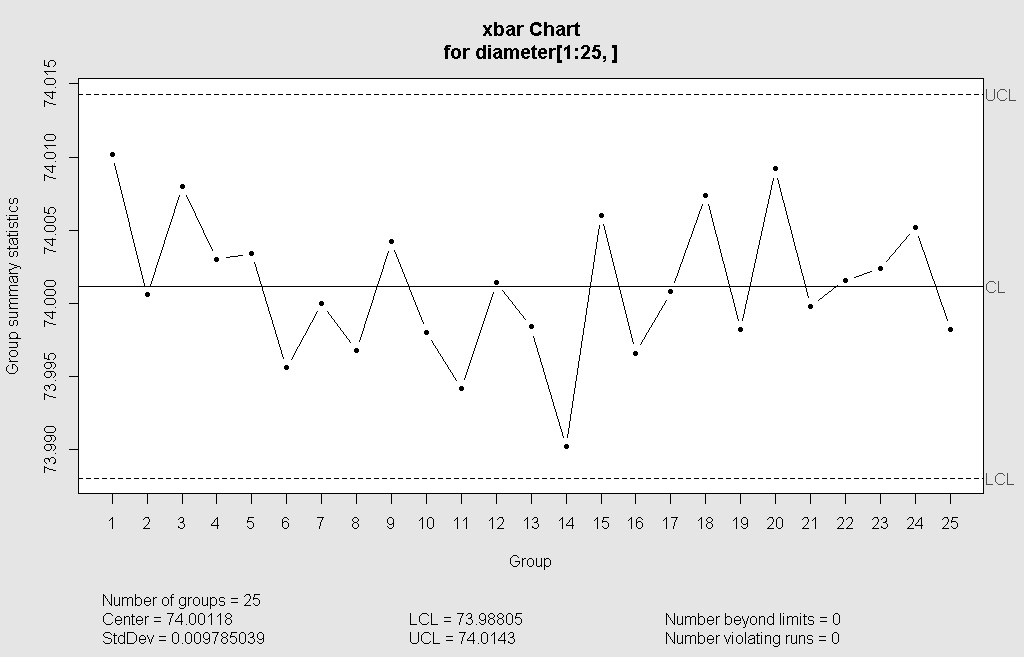 xbar Chart
for diameter[1:25, ]
Group summary statistics
74.015
74.010
74.005
74.000
73.995
73.990
UCL
CL
LCL
1 2 3 4 5 6 7 8 9 10 11 12 13 14 15 16 17 18 19 20 21 22 23 24 25
Group
Number of groups = 25
Center = 74.00118
StdDev = 0.009785039
LCL = 73.98805
UCL = 74.0143
Number beyond limits = 0
Number violating runs = 0